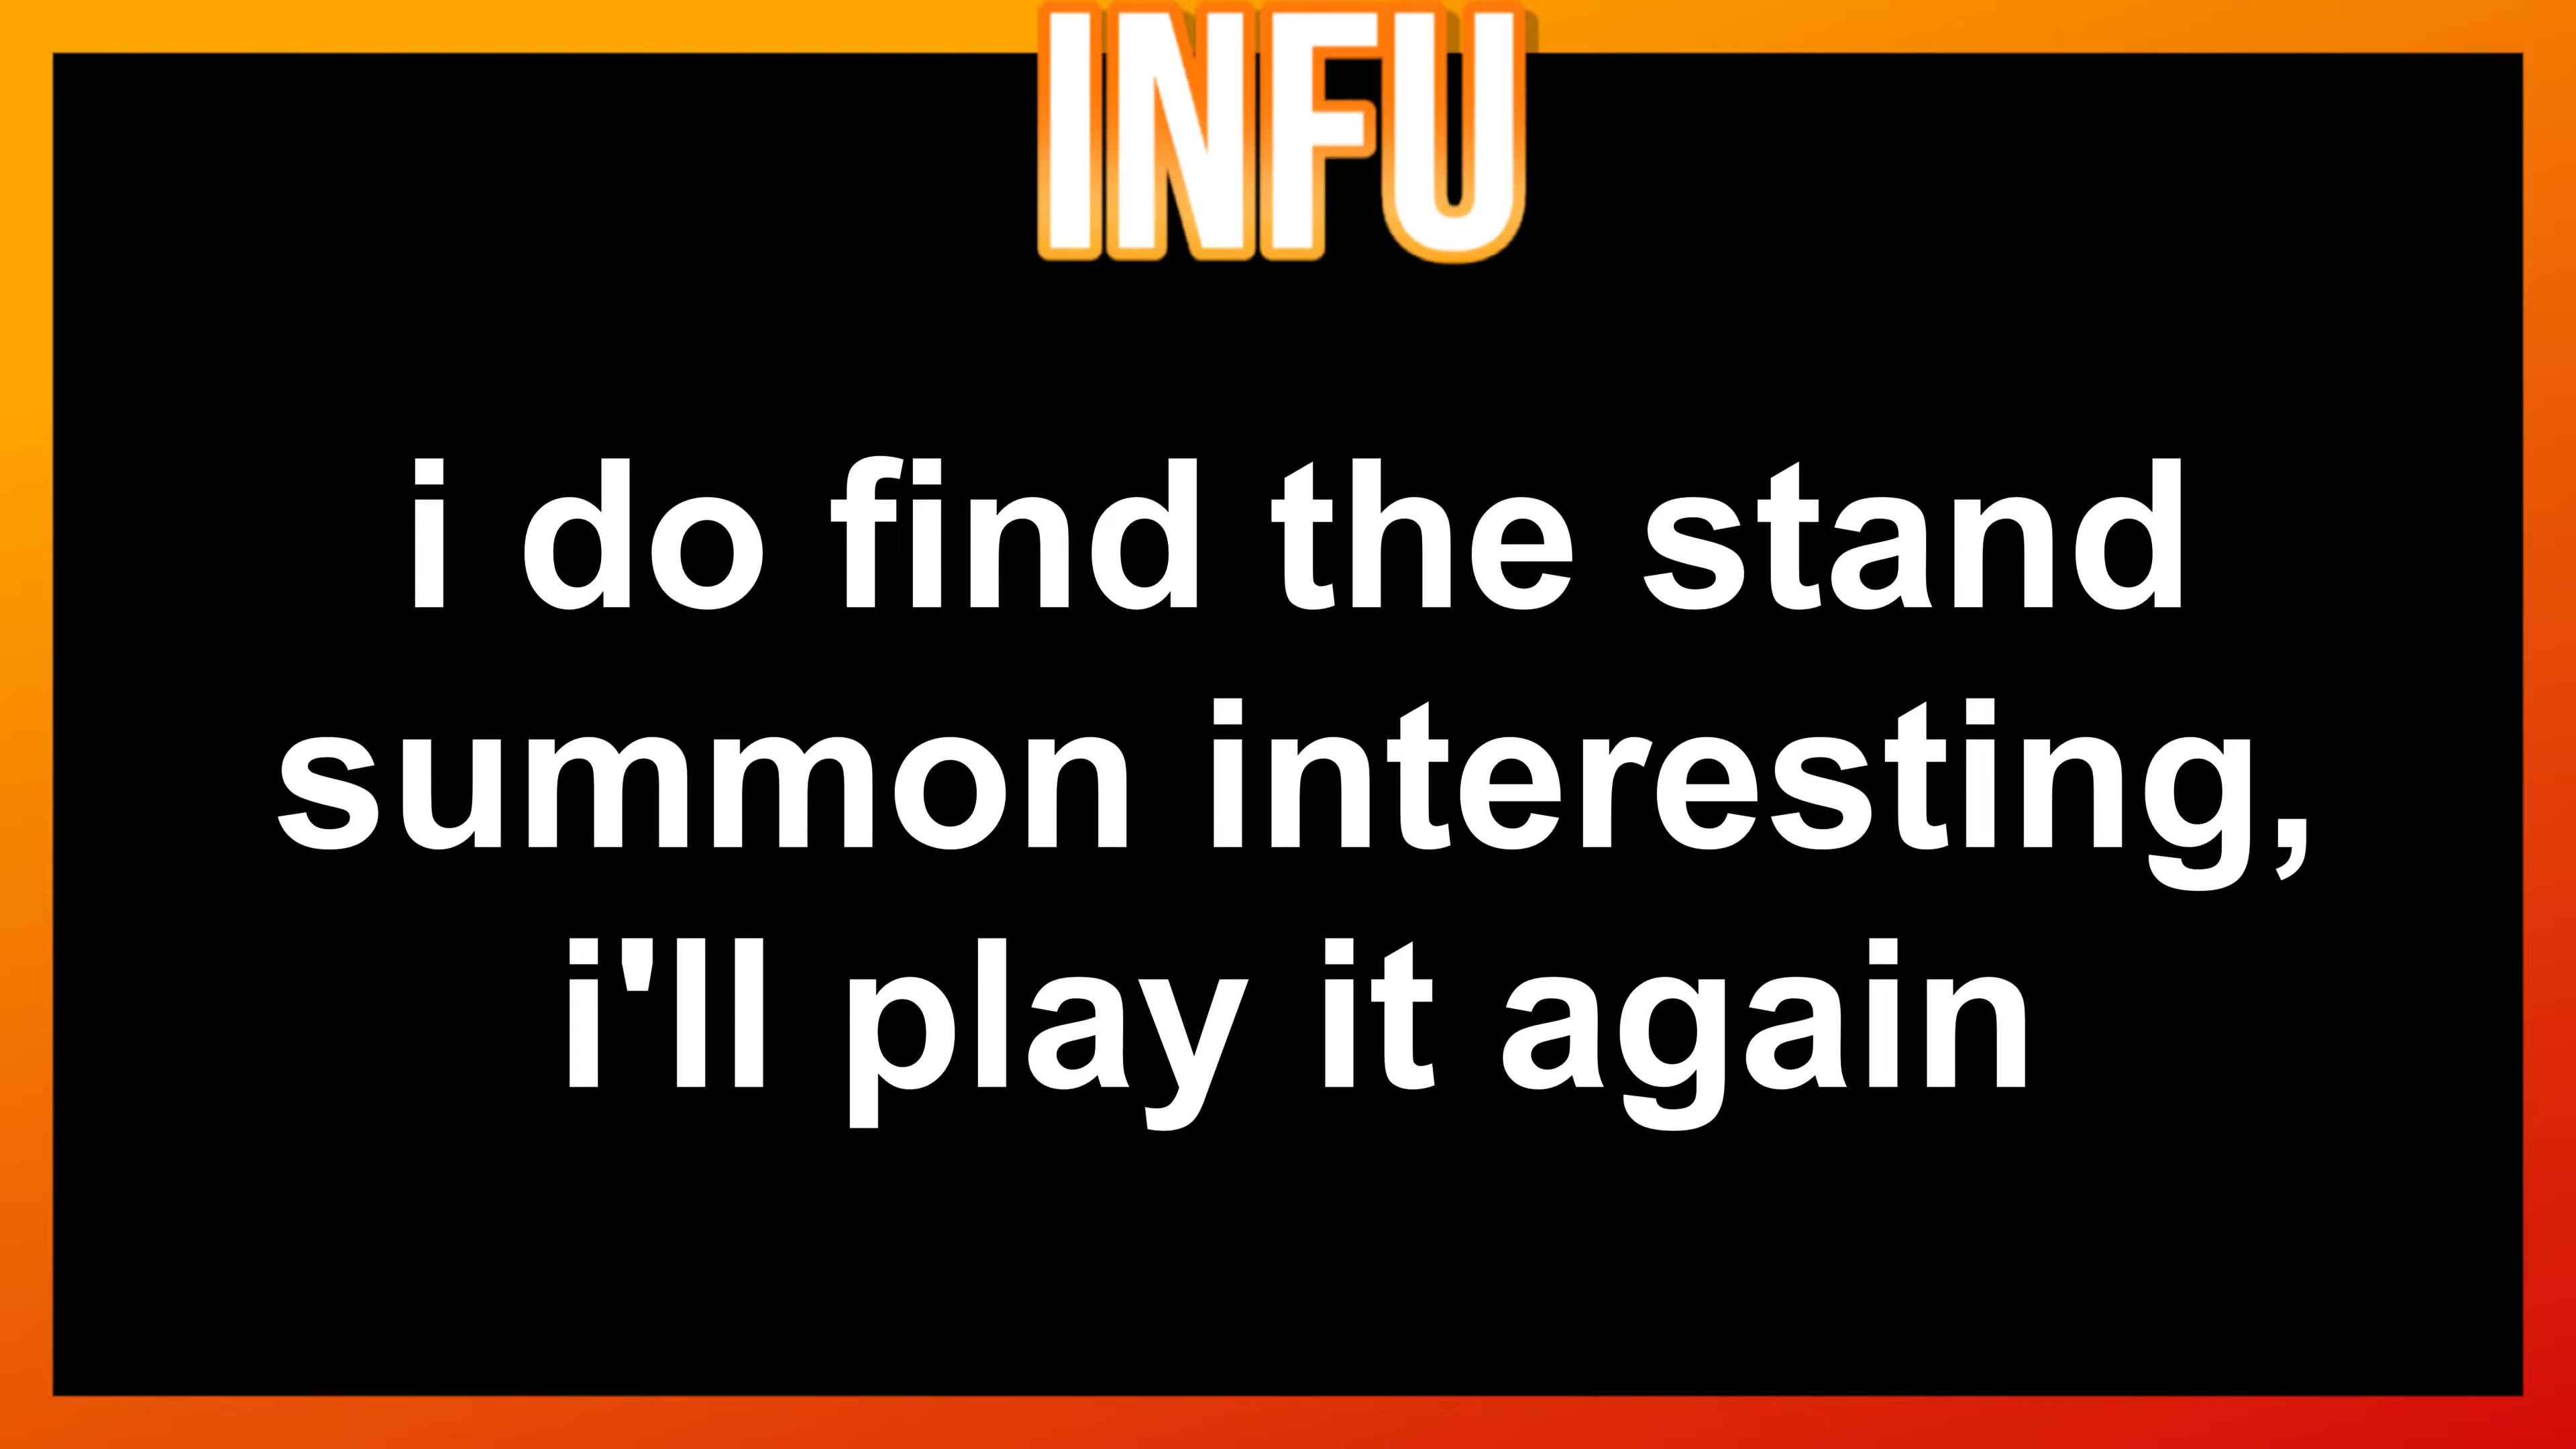 INFU
i do find the stand
summon interesting,
i'll play it again